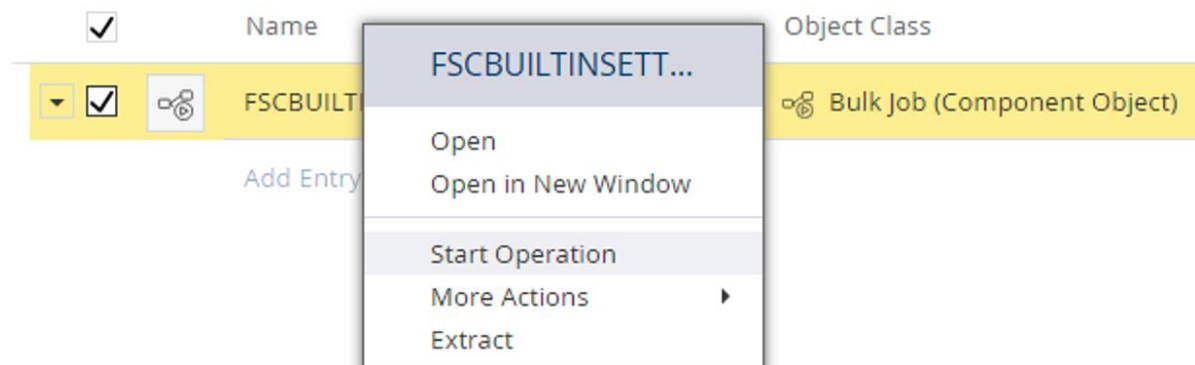 Name
Object Class
FSCBUILTINSETT...
FSCBUILTI
Bulk Job (Component Object)
Open
Add Entry
Open in New Window
Start Operation
More Actions
Extract